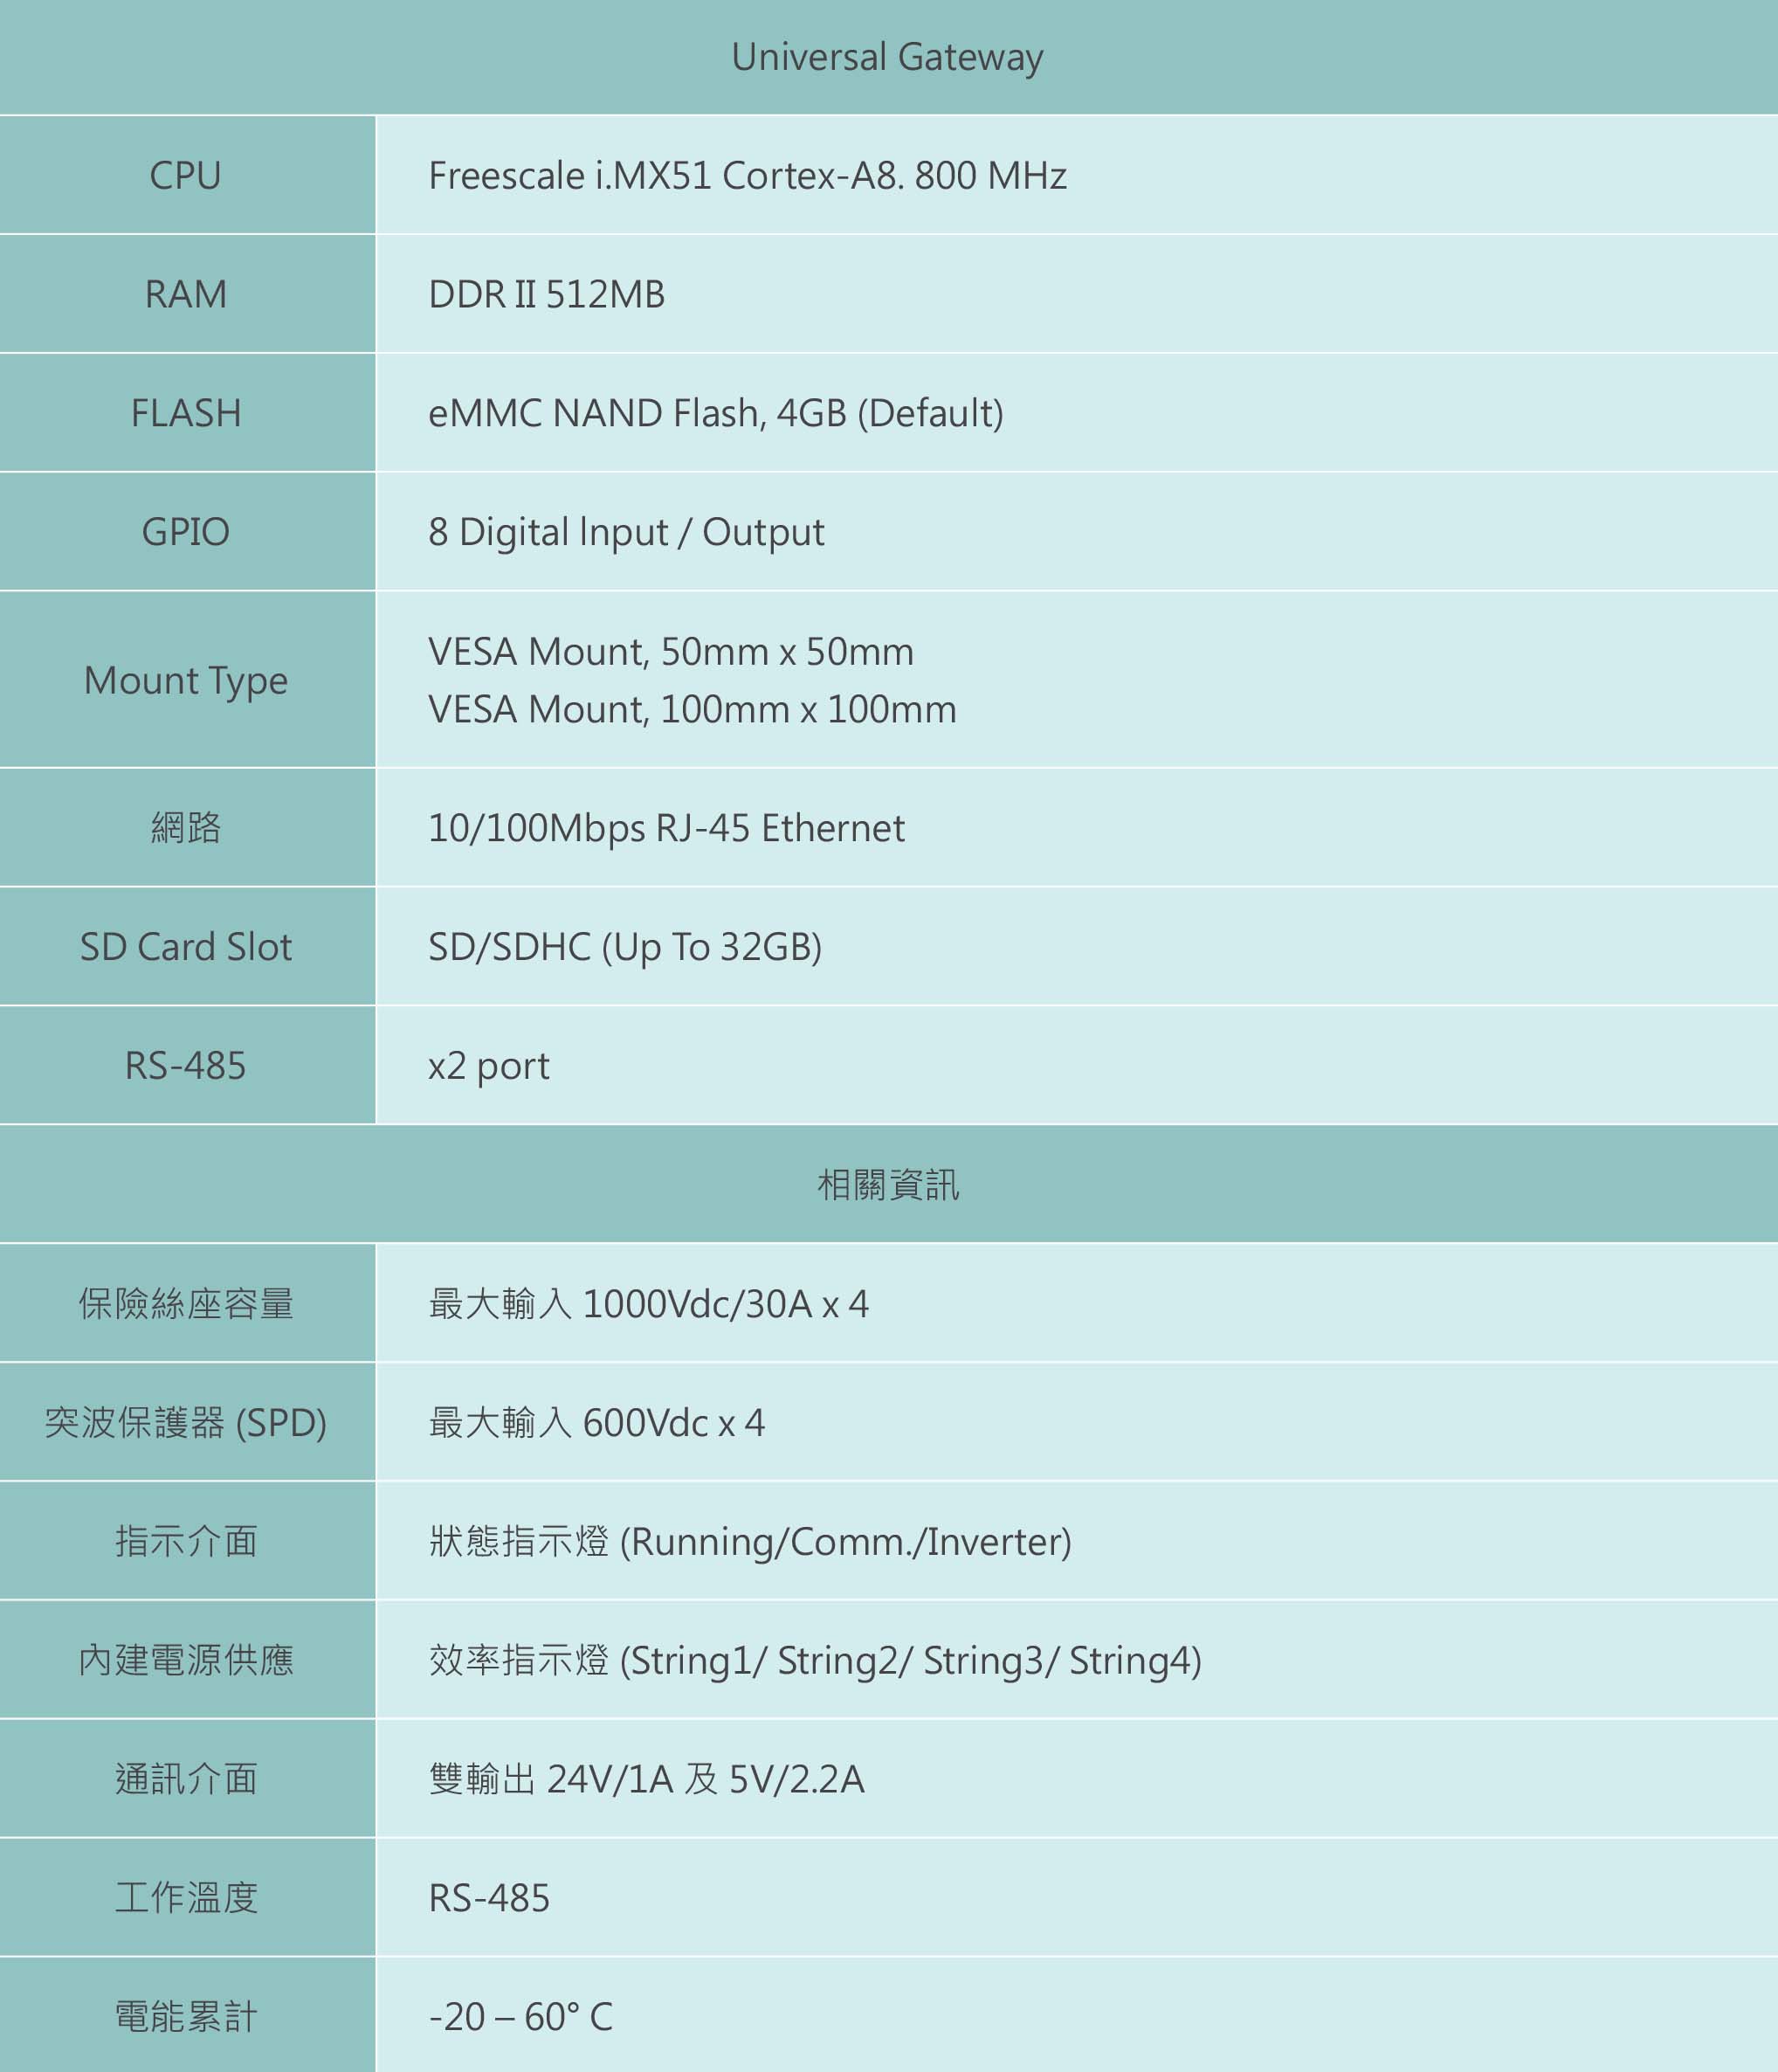 Universal Gateway
CPU
Freescale i.MX51 Cortex-A8. 800 MHz
RAM
DDR II 512MB
FLASH
eMMC NAND Flash, 4GB (Default)
GPIO
8 Digital lnput / Output
Mount Type
VESA Mount, 50mm x 50mm
VESA Mount, 100mm x 100mm
網路
10/100Mbps RJ-45 Ethernet
SD Card Slot
SD/SDHC (Up To 32GB)
RS-485
x2 port
相關資訊
保險絲座容量
最大輸入 1000Vdc/30A x 4
突波保護器 (SPD)
最大輸入 600Vdc x 4
指示介面
狀態指示燈 (Running/Comm./Inverter)
內建電源供應
效率指示燈 (String1/ String2/ String3/ String4)
通訊介面
雙輸出 24V/1A 及 5V/2.2A
工作溫度
RS-485
電能累計
-20 – 60° C